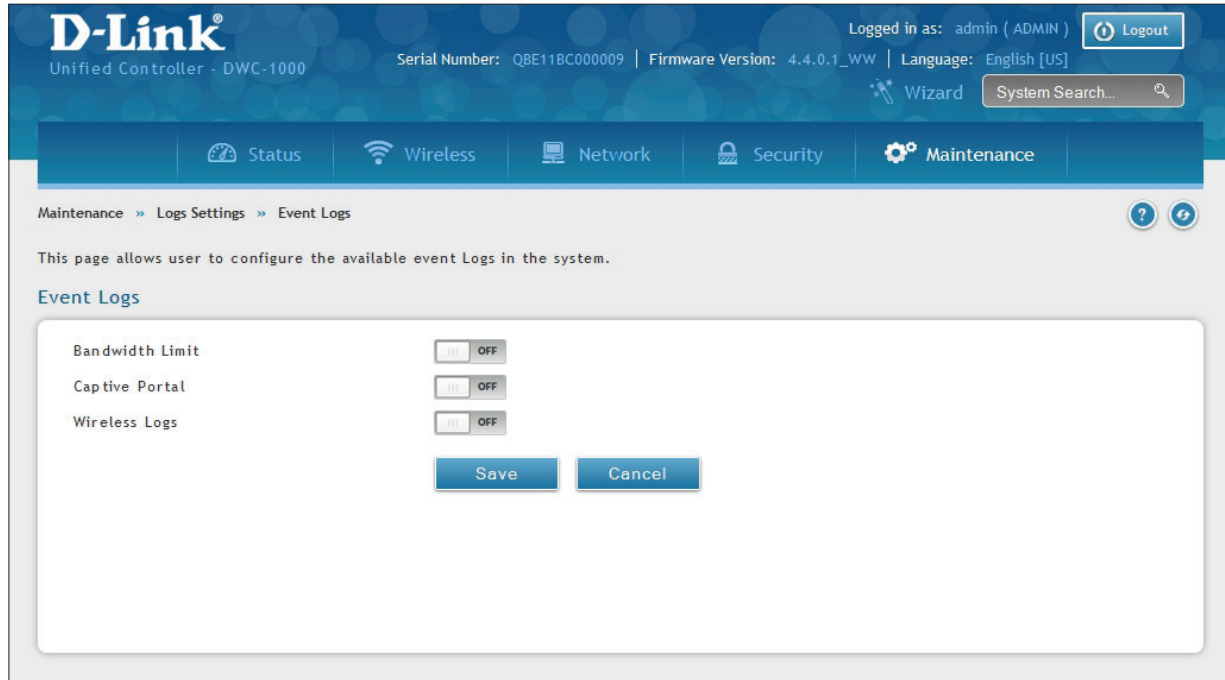 D-Link®
Unified Controller - DWC-1000
Logged in as: admin ( ADMIN )
Logout
Serial Number: QBE11BC000009 | Firmware Version: 4.4.0.1_WW | Language: English [US]
Wizard
System Search...
Status
Wireless
Network
Security
Maintenance
Maintenance » Logs Settings » Event Logs
?
This page allows user to configure the available event Logs in the system.
Event Logs
Bandwidth Limit OFF
Captive Portal OFF
Wireless Logs OFF
Save Cancel